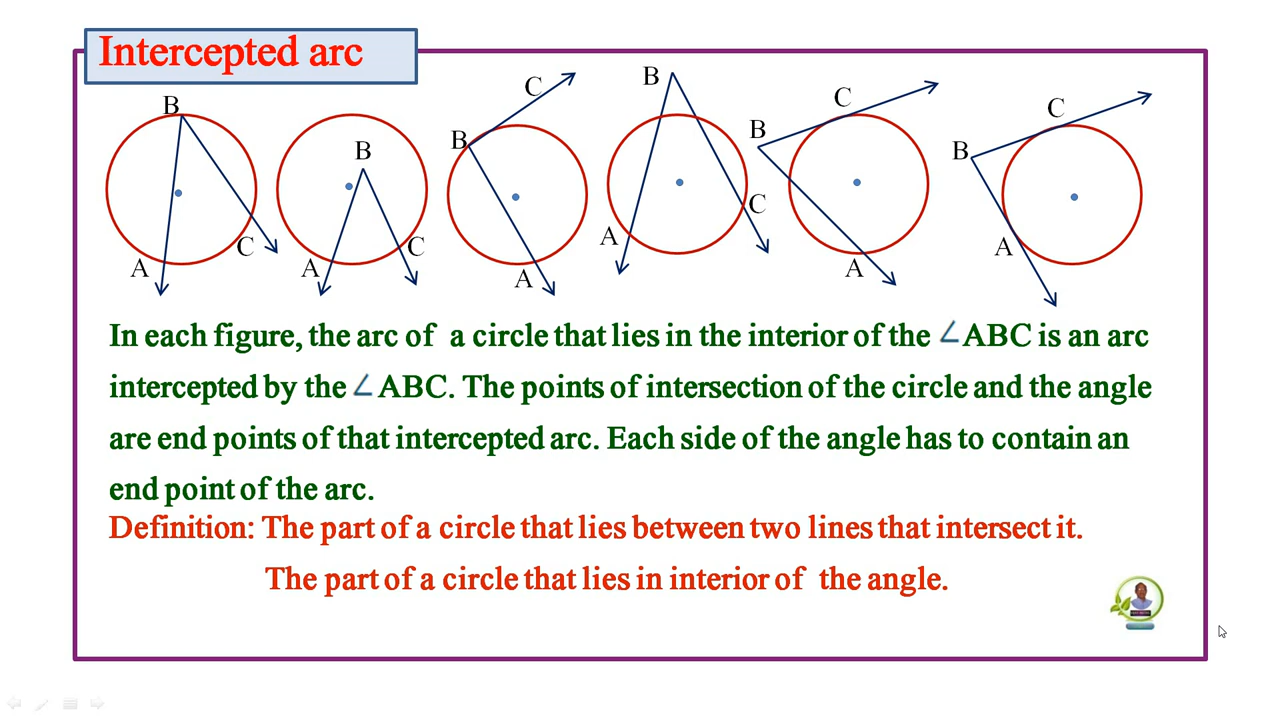 Intercepted arc
B
A
C
B
A
C
B
C
A
B
A
C
B
C
A
B
C
A
In each figure, the arc of a circle that lies in the interior of the ∠ABC is an arc
intercepted by the ∠ABC. The points of intersection of the circle and the angle
are end points of that intercepted arc. Each side of the angle has to contain an
end point of the arc.
Definition: The part of a circle that lies between two lines that intersect it.
The part of a circle that lies in interior of the angle.